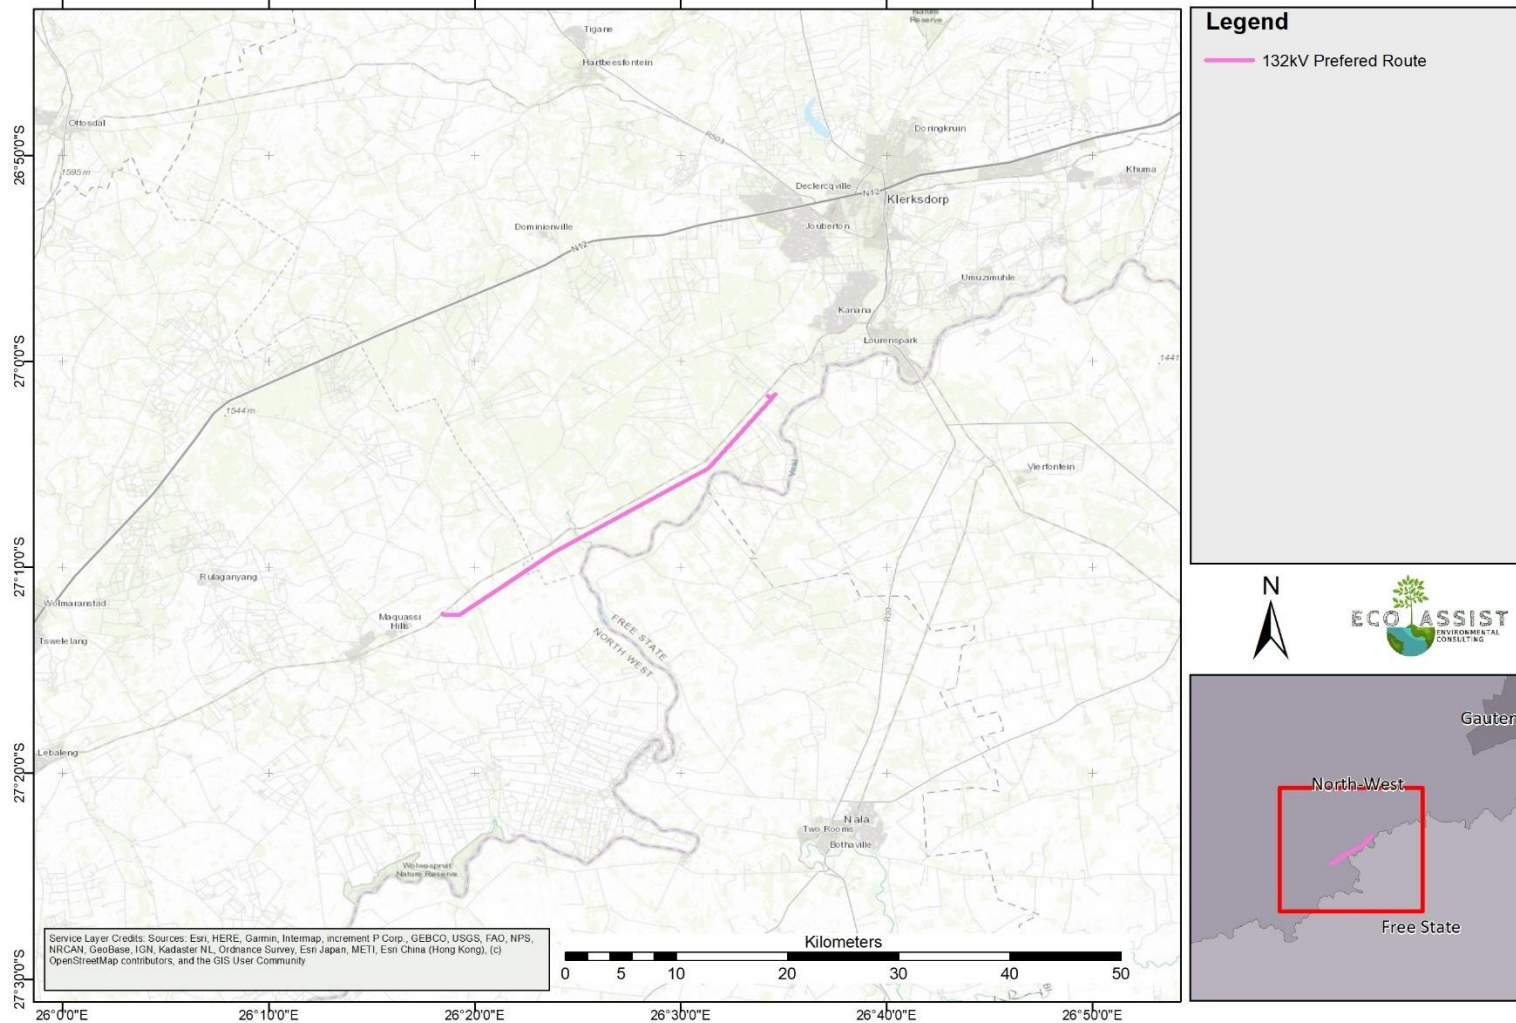 Nature
Reserve
Tigane
Hartbeesfontein
Ottosdal
R503
Doringkruin
1595 m
Declercqville
N12
Khuma
Klerksdorp
Dominionville
Jouberton
N12
Umuzimuhle
Kanana
Lourenspark
1441
1544 m
Vaal
Vierfontein
Rulaganyang
Wolmaranstad
Maquassi
Hills
Tswelelang
FREE STATE
NORTH WEST
R30
Lebaleng
Nala
Two Rooms
Bothaville
Wolwespruit
Nature Reserve
Service Layer Credits: Sources: Esri, HERE, Garmin, Intermap, increment P Corp., GEBCO, USGS, FAO, NPS,
NRCAN, GeoBase, IGN, Kadaster NL, Ordnance Survey, Esri Japan, METI, Esri China (Hong Kong), (c)
OpenStreetMap contributors, and the GIS User Community
Kilometers
0 5 10 20 30 40 50
26°50'0"S
27°0'0"S
27°10'0"S
27°20'0"S
27°30'0"S
26°0'0"E 26°10'0"E 26°20'0"E 26°30'0"E 26°40'0"E 26°50'0"E
Legend
132kV Prefered Route
N
ECO ASSIST
ENVIRONMENTAL
CONSULTING
Gauten
North-West
Free State